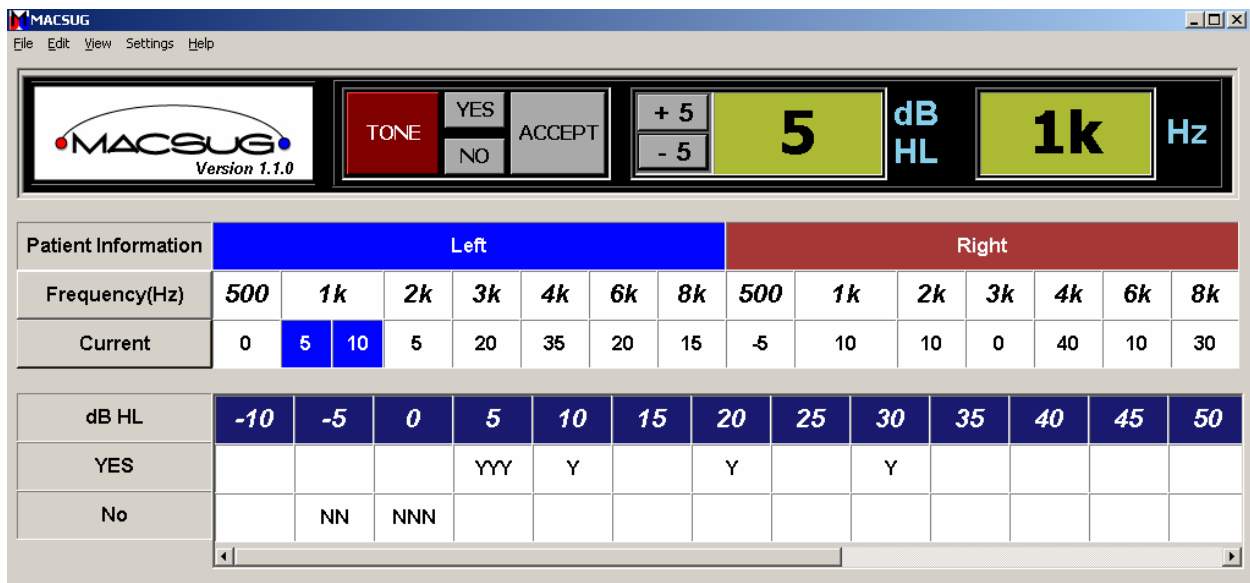 MACSUG
File Edit View Settings Help
MACSUG
Version 1.1.0
TONE
YES
NO
ACCEPT
+ 5
- 5
5
dB
HL
1k
Hz
Patient Information Left Right
Frequency(Hz) 500 1k 2k 3k 4k 6k 8k 500 1k 2k 3k 4k 6k 8k
Current 0 5 10 5 20 35 20 15 -5 10 10 0 40 10 30
dB HL -10 -5 0 5 10 15 20 25 30 35 40 45 50
YES YYY Y Y Y
No NN NNN